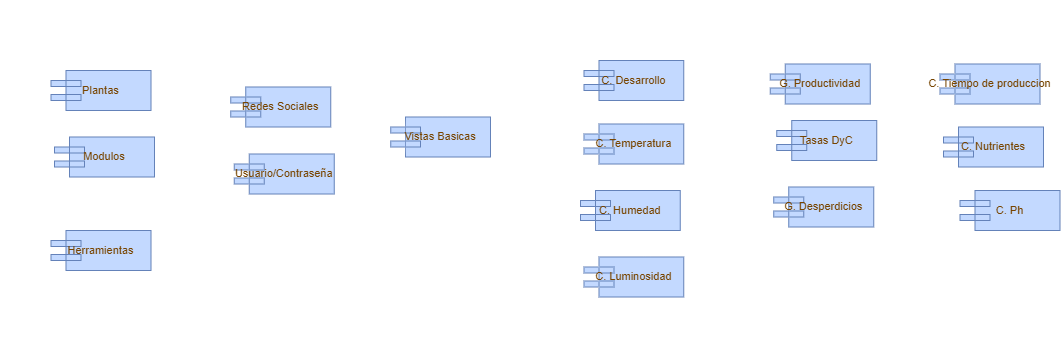 Plantas
Modulos
Herramientas
Redes Sociales
Usuario/Contraseña
Vistas Basicas
C. Desarrollo
C. Temperatura
C. Humedad
C. Luminosidad
G. Productividad
Tasas DyC
G. Desperdicios
C. Tiempo de produccion
C. Nutrientes
C. Ph